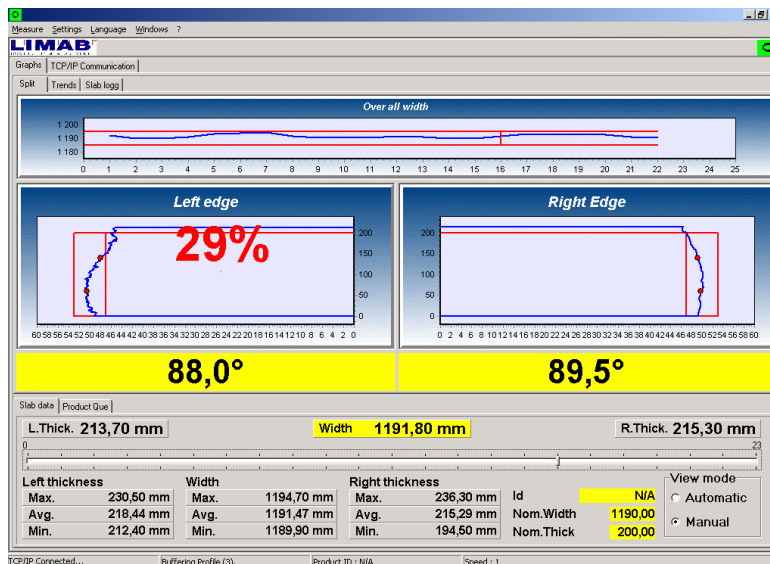 Measure Settings Language Windows ?
LIMAB
Graphs TCP/IP Communication
Split Trends Slab logg
Over all width
1 200
1 190
1 180
0 1 2 3 4 5 6 7 8 9 10 11 12 13 14 15 16 17 18 19 20 21 22 23 24 25
Left edge
Right Edge
29%
200
150
100
50
0
200
150
100
50
0
60 58 56 54 52 50 48 46 44 42 40 38 36 34 32 30 28 26 24 22 20 18 16 14 12 10 8 6 4 2 0
0 2 4 6 8 10 12 14 16 18 20 22 24 26 28 30 32 34 36 38 40 42 44 46 48 50 52 54 56 58 60
88,0°
89,5°
Slab data Product Que
L.Thick. 213,70 mm
Width 1191,80 mm
R.Thick. 215,30 mm
0 23
Left thickness
Max. 230,50 mm
Avg. 218,44 mm
Min. 212,40 mm
Width
Max. 1194,70 mm
Avg. 1191,47 mm
Min. 1189,90 mm
Right thickness
Max. 236,30 mm
Avg. 215,29 mm
Min. 194,50 mm
Id N/A
Nom.Width 1190,00
Nom.Thick 200,00
View mode
Automatic
Manual
TCP/IP Connected... Buffering Profile (3). Product ID : N/A Speed : 1